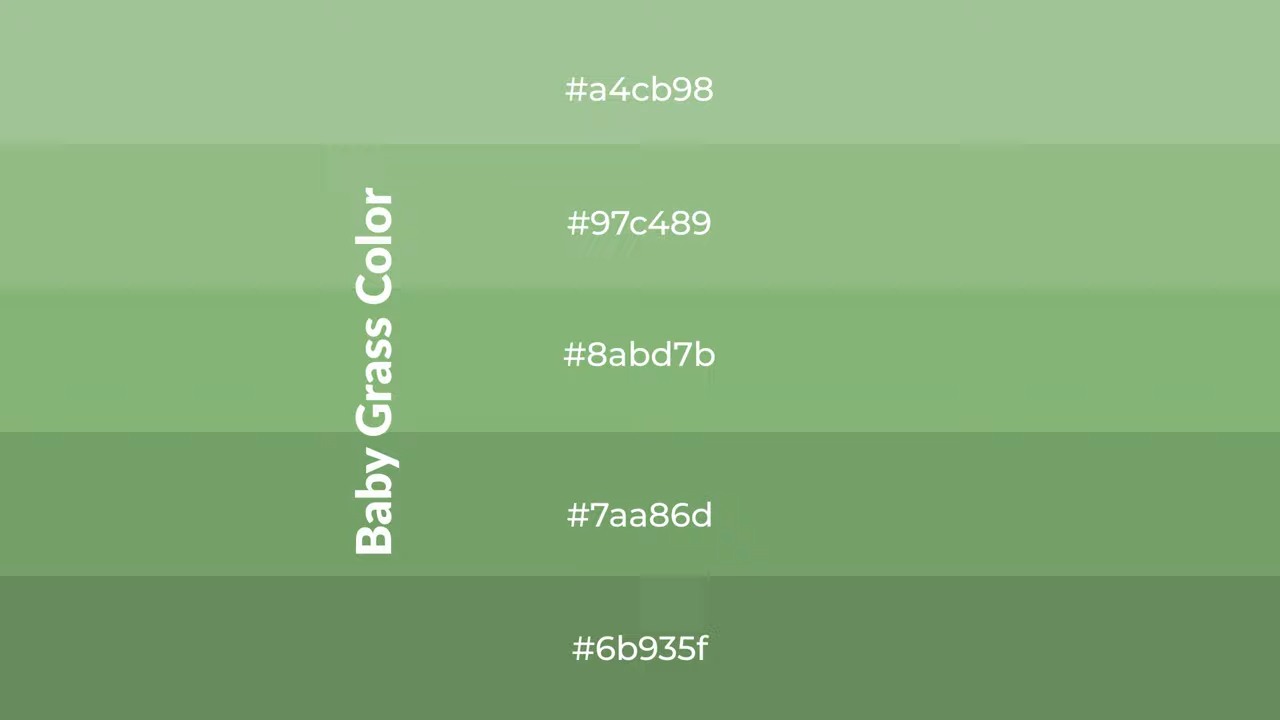 Baby Grass Color
#a4cb98
#97c489
#8abd7b
#7aa86d
#6b935f